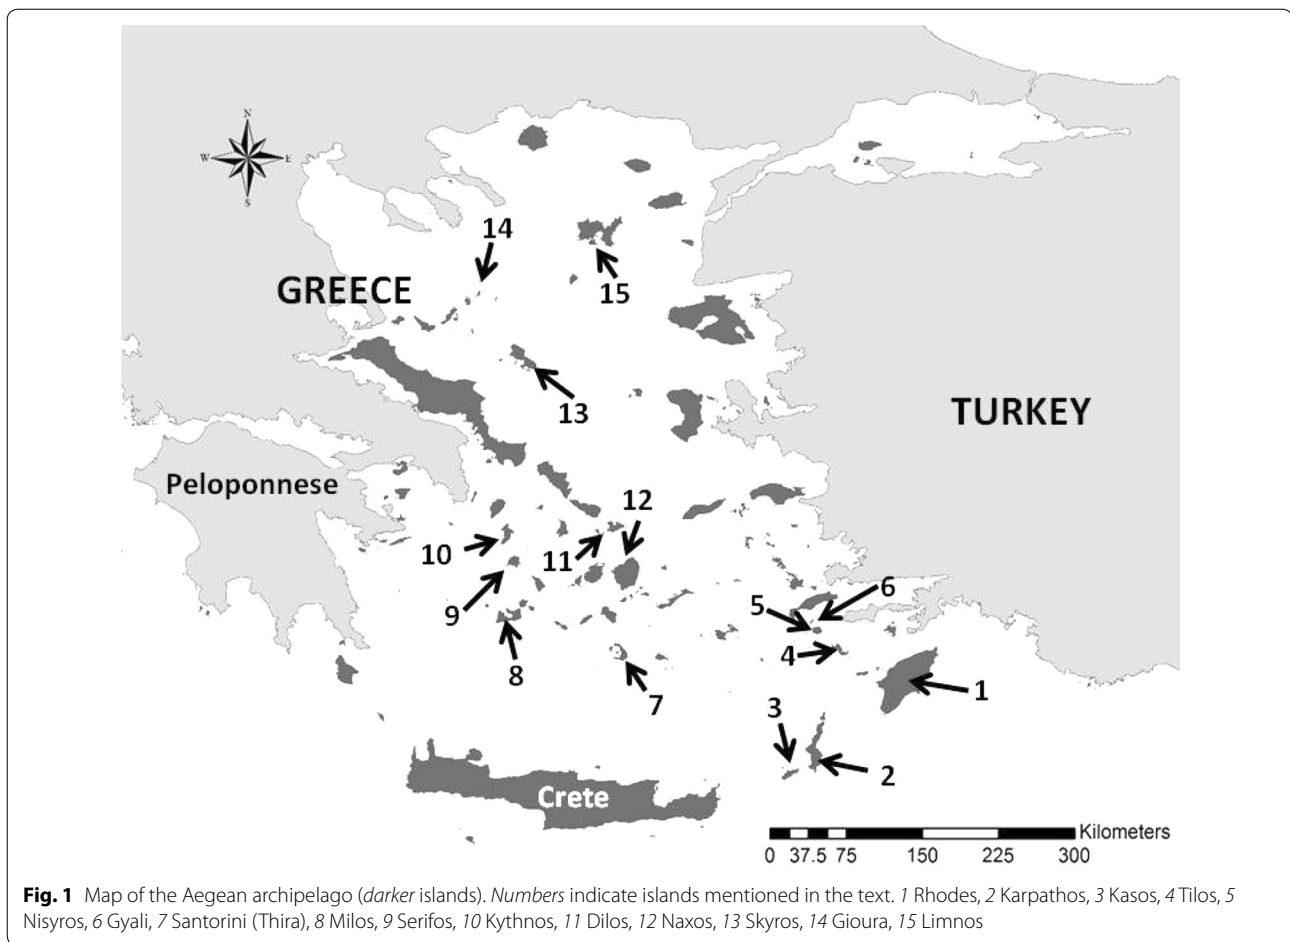 N
W E
S
14
GREECE
15
13
TURKEY
Peloponnese
12
10
11
6
5
9
4
8
7
1
3
2
Crete
Kilometers
0 37.5 75 150 225 300
Fig. 1 Map of the Aegean archipelago (darker islands). Numbers indicate islands mentioned in the text. 1 Rhodes, 2 Karpathos, 3 Kasos, 4 Tilos, 5
Nisyros, 6 Gyali, 7 Santorini (Thira), 8 Milos, 9 Serifos, 10 Kythnos, 11 Dilos, 12 Naxos, 13 Skyros, 14 Gioura, 15 Limnos